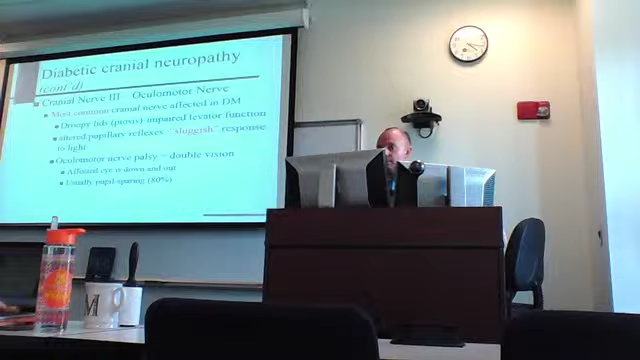 Diabetic cranial neuropathy
(cont'd)
Cranial Nerve III – Oculomotor Nerve
Most common cranial nerve affected in DM
Droopy lids (ptosis)-impaired levator function
altered pupillary reflexes- "sluggish" response
to light
Oculomotor nerve palsy = double vision
Affected eye is down and out
Usually pupil-sparing (80%)
M